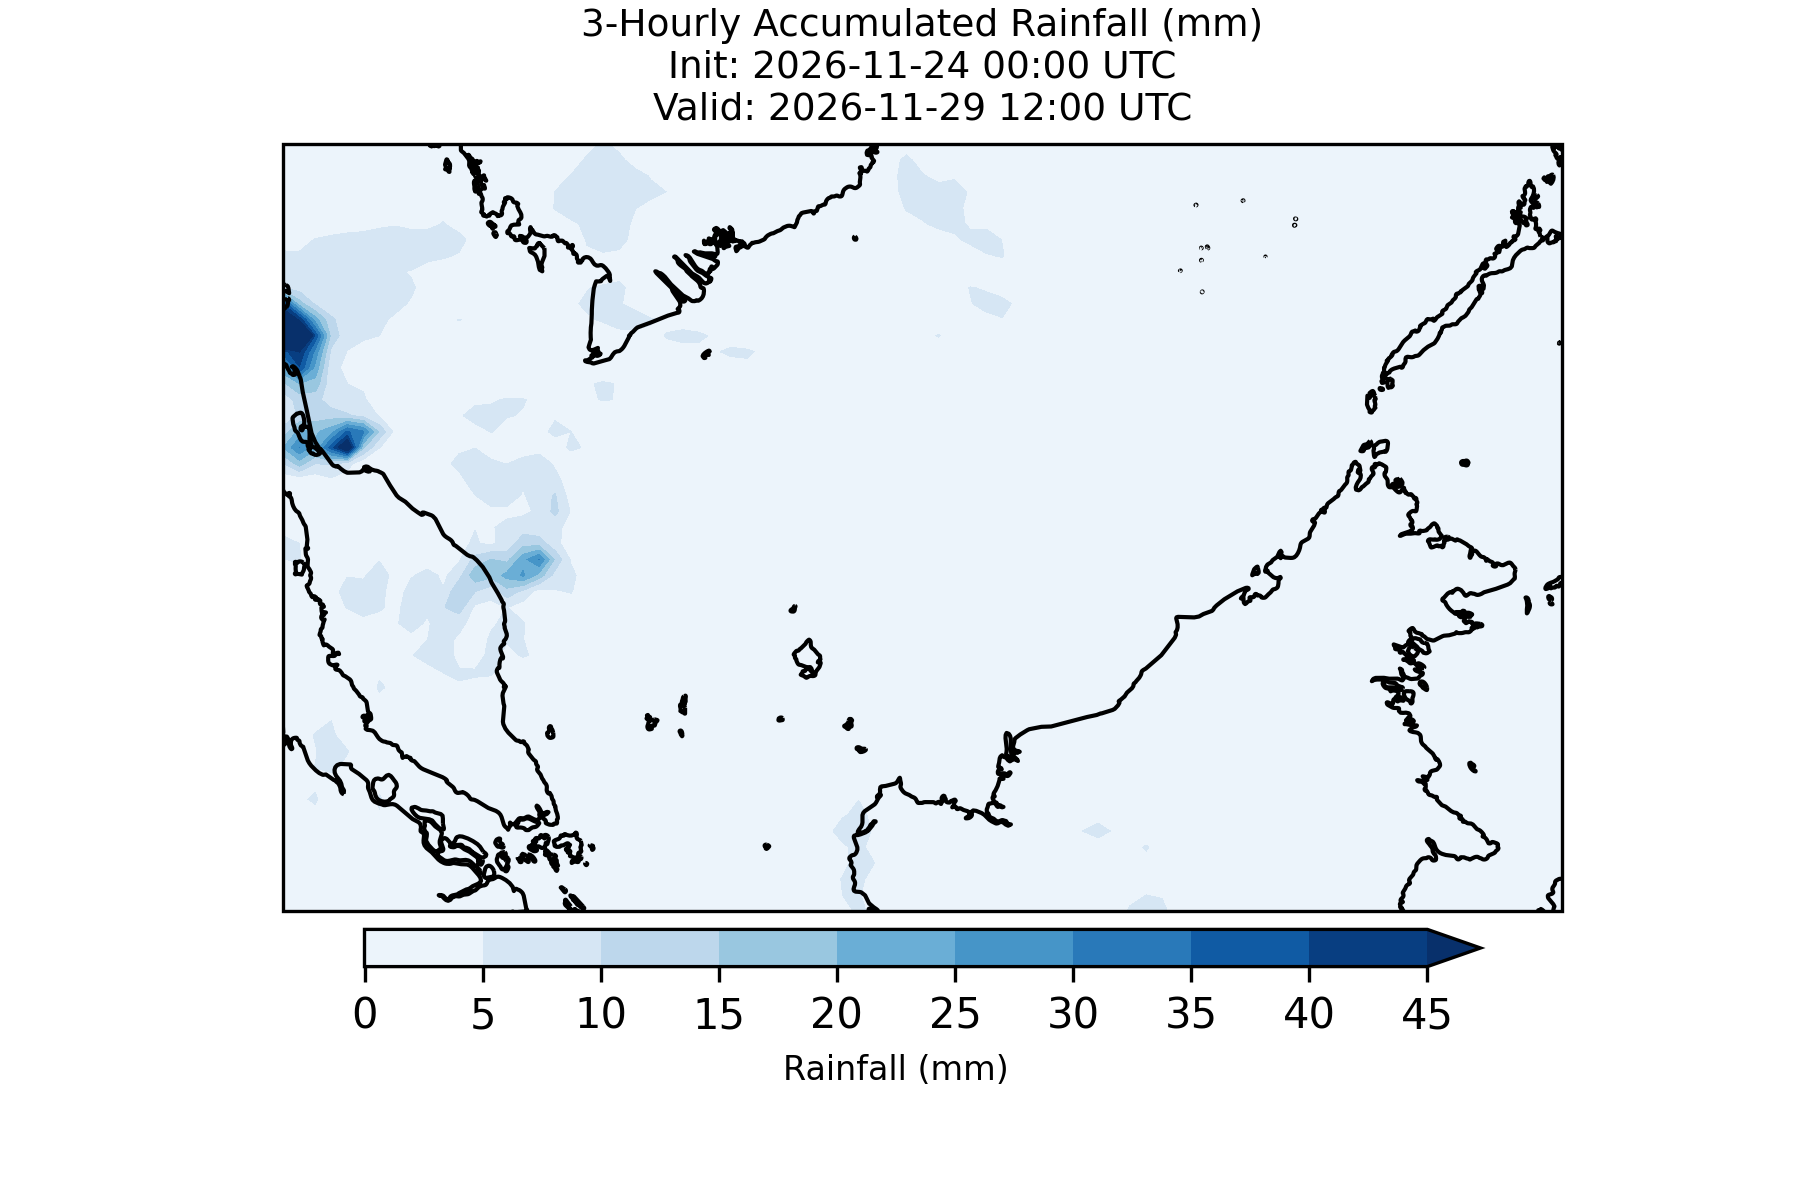 3-Hourly Accumulated Rainfall (mm)
Init: 2026-11-24 00:00 UTC
Valid: 2026-11-29 12:00 UTC
0 5 10 15 20 25 30 35 40 45
Rainfall (mm)